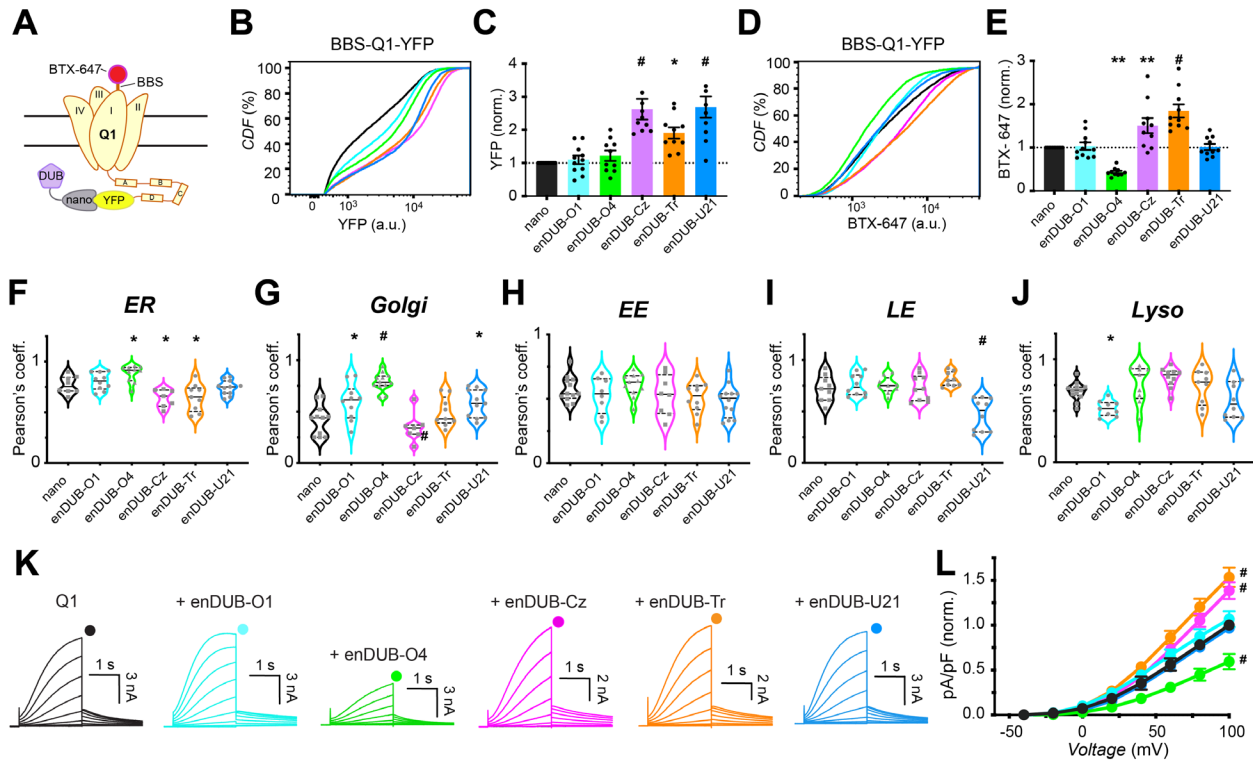 A
BTX-647
BBS
IV
III
I
II
Q1
DUB
nano
YFP
A
B
C
D
B
BBS-Q1-YFP
CDF (%)
100
80
60
40
20
0
0
10³
10⁴
YFP (a.u.)
C
YFP (norm.)
4
3
2
1
0
#
*
#
nano
enDUB-O1
enDUB-O4
enDUB-Cz
enDUB-Tr
enDUB-U21
D
BBS-Q1-YFP
CDF (%)
100
80
60
40
20
0
10³
10⁴
BTX-647 (a.u.)
E
BTX- 647 (norm.)
3
2
1
0
**
**
#
nano
enDUB-O1
enDUB-O4
enDUB-Cz
enDUB-Tr
enDUB-U21
F
ER
Pearson's coeff.
1
0
*
*
*
nano
enDUB-O1
enDUB-O4
enDUB-Cz
enDUB-Tr
enDUB-U21
G
Golgi
Pearson's coeff.
1
0
*
#
#
*
nano
enDUB-O1
enDUB-O4
enDUB-Cz
enDUB-Tr
enDUB-U21
H
EE
Pearson's coeff.
1
0
nano
enDUB-O1
enDUB-O4
enDUB-Cz
enDUB-Tr
enDUB-U21
I
LE
Pearson's coeff.
1
0
#
nano
enDUB-O1
enDUB-O4
enDUB-Cz
enDUB-Tr
enDUB-U21
J
Lyso
Pearson's coeff.
1
0
*
nano
enDUB-O1
enDUB-O4
enDUB-Cz
enDUB-Tr
enDUB-U21
K
Q1
1 s
3 nA
+ enDUB-O1
1 s
3 nA
+ enDUB-O4
1 s
3 nA
+ enDUB-Cz
1 s
2 nA
+ enDUB-Tr
1 s
2 nA
+ enDUB-U21
1 s
3 nA
L
pA/pF (norm.)
1.5
1.0
0.5
0.0
#
#
#
-50
0
50
100
Voltage (mV)